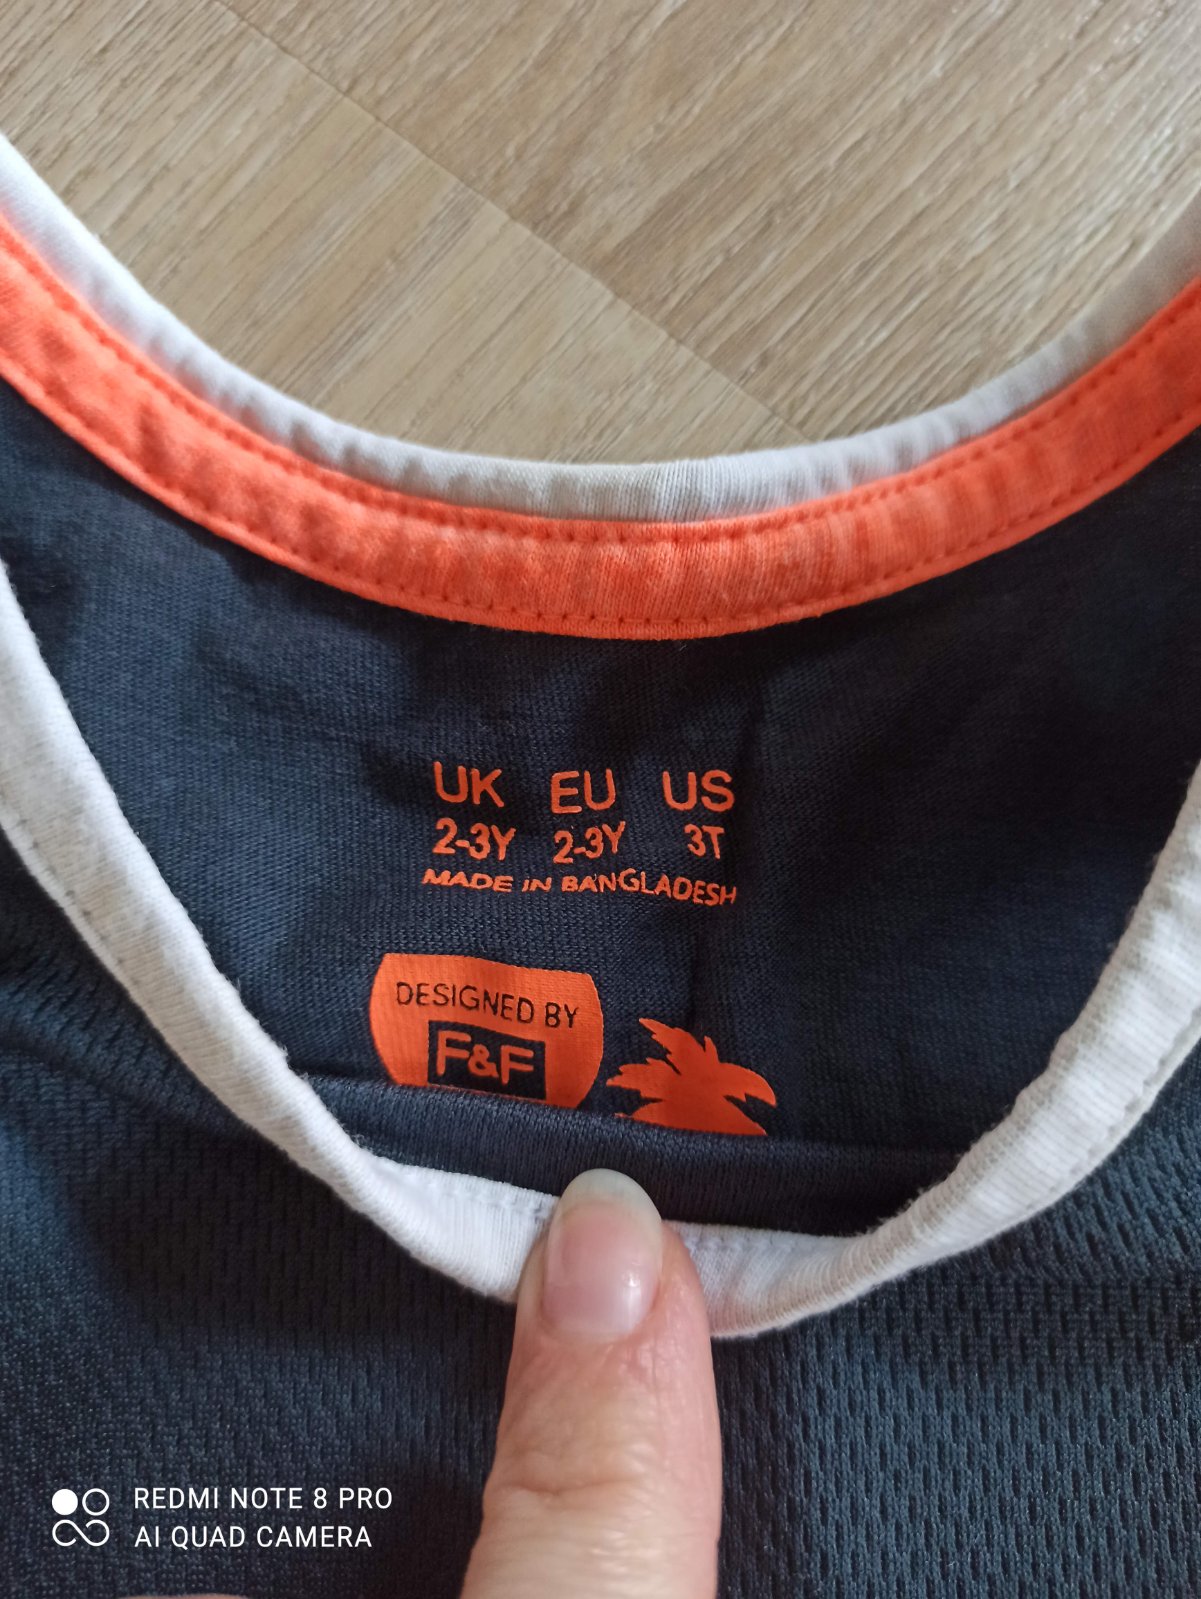 UK EU US
2-3Y 2-3Y 3T
MADE IN BANGLADESH
DESIGNED BY
F&F
REDMI NOTE 8 PRO
AI QUAD CAMERA